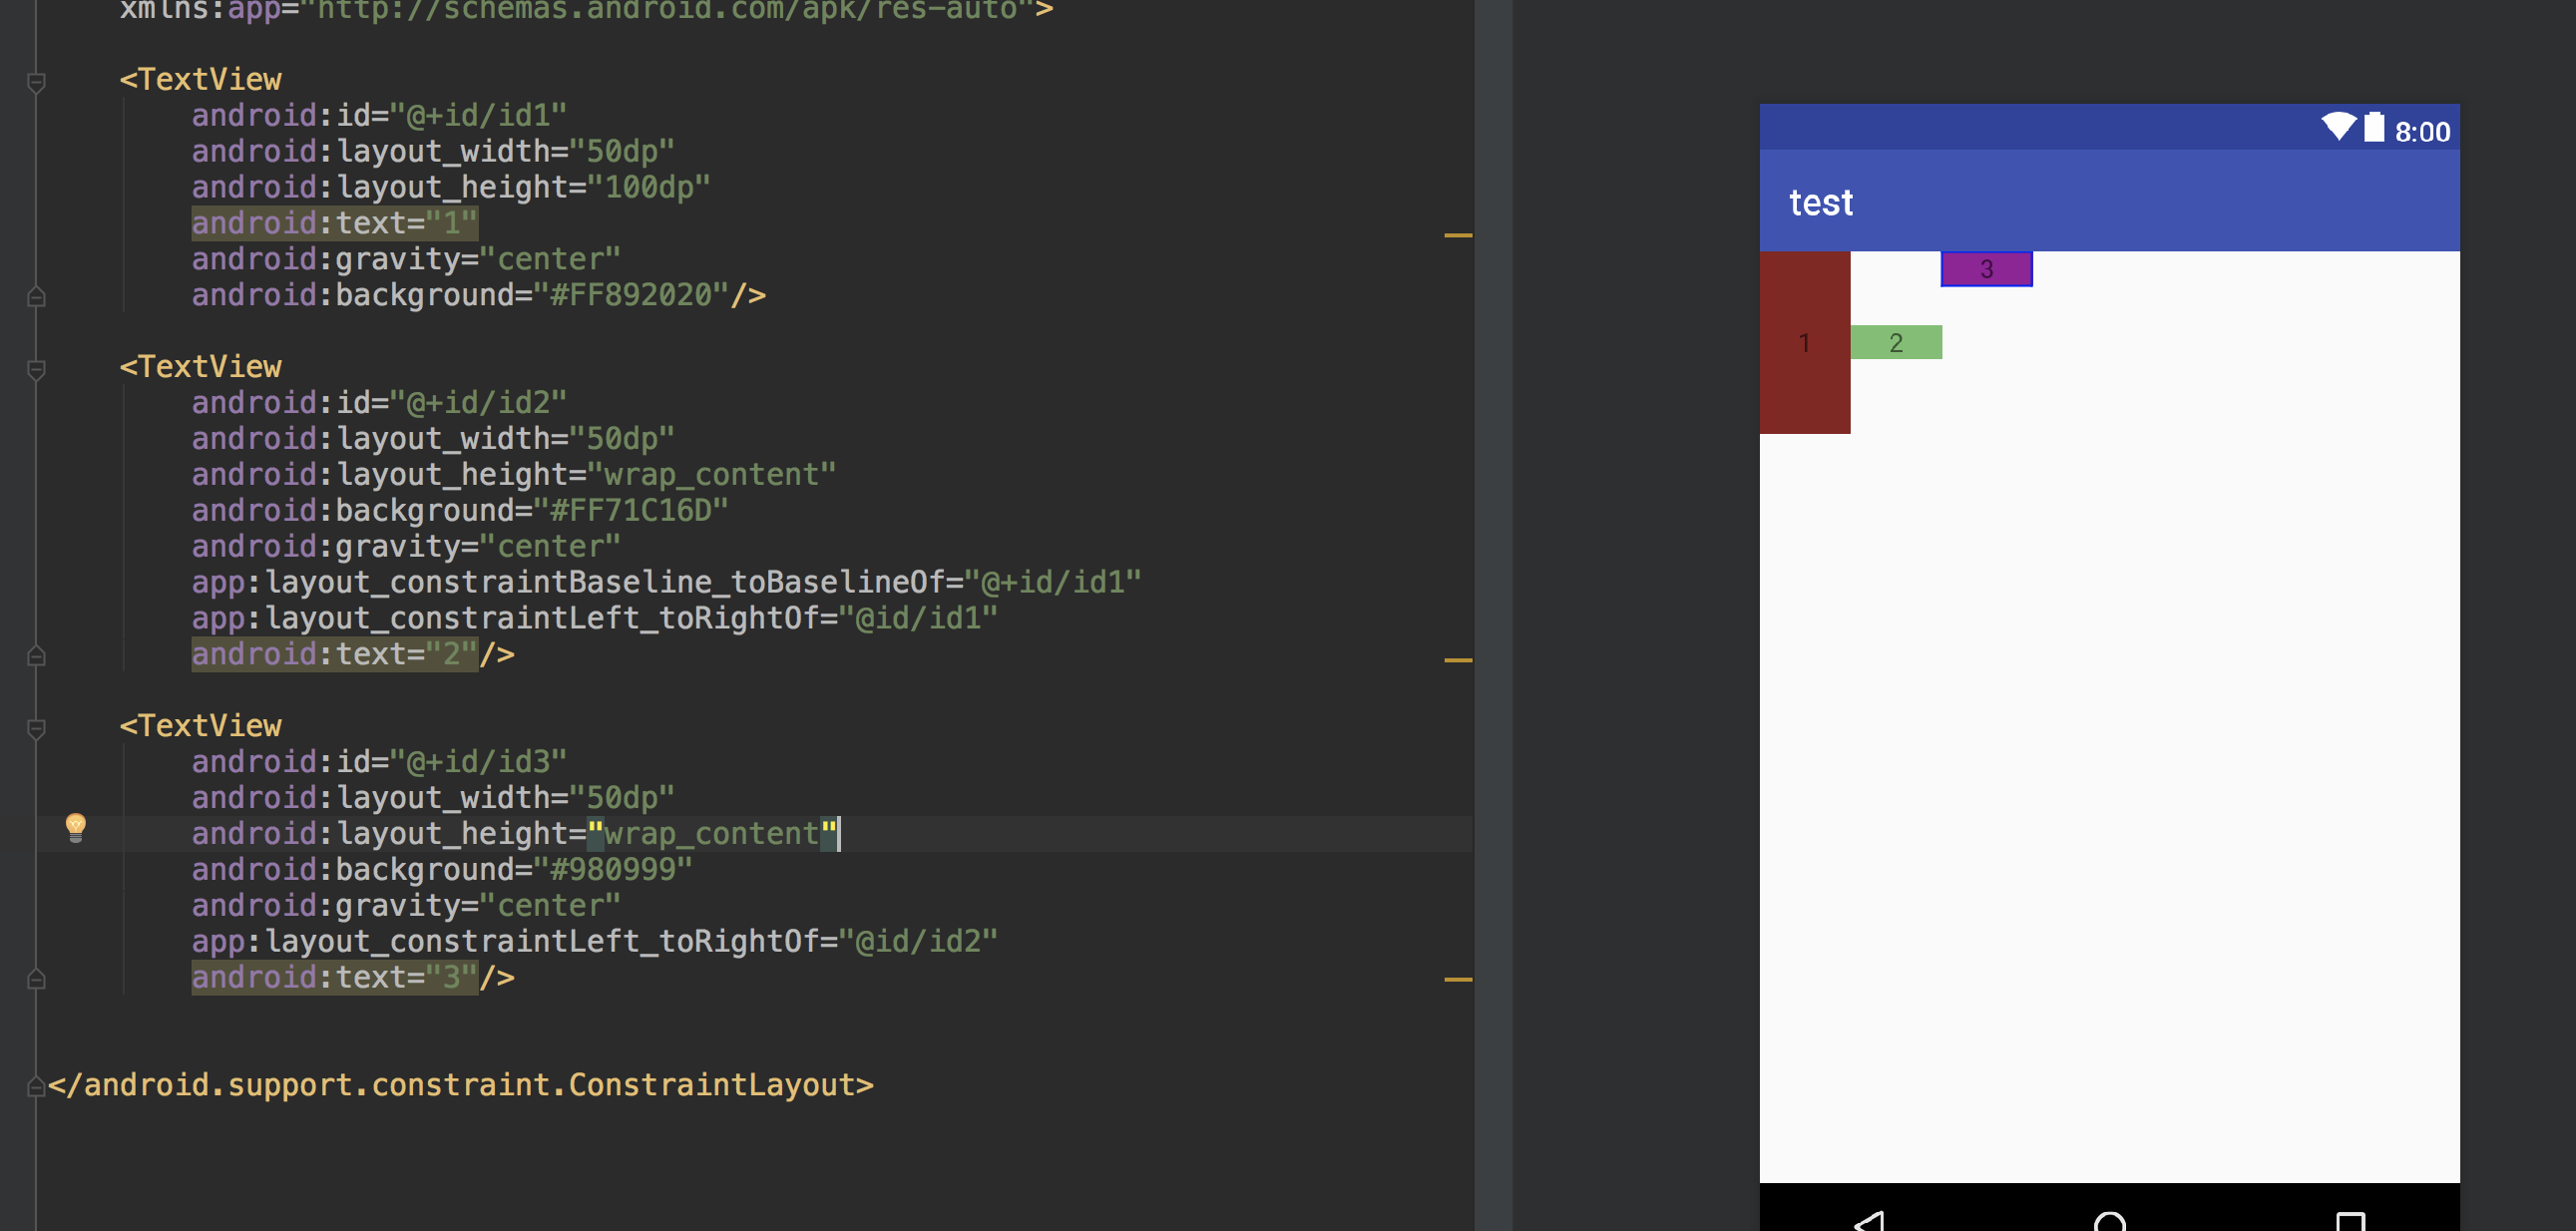 xmlns:app="http://schemas.android.com/apk/res-auto">
<TextView
android:id="@+id/id1"
android:layout_width="50dp"
android:layout_height="100dp"
android:text="1"
android:gravity="center"
android:background="#FF892020"/>
<TextView
android:id="@+id/id2"
android:layout_width="50dp"
android:layout_height="wrap_content"
android:background="#FF71C16D"
android:gravity="center"
app:layout_constraintBaseline_toBaselineOf="@+id/id1"
app:layout_constraintLeft_toRightOf="@id/id1"
android:text="2"/>
<TextView
android:id="@+id/id3"
android:layout_width="50dp"
android:layout_height="wrap_content"
android:background="#980999"
android:gravity="center"
app:layout_constraintLeft_toRightOf="@id/id2"
android:text="3"/>
</android.support.constraint.ConstraintLayout>
8:00
test
3
1
2